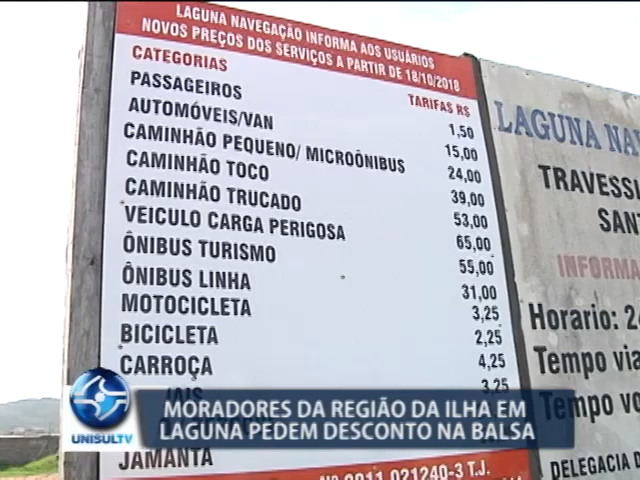 LAGUNA NAVEGAÇÃO INFORMA AOS USUÁRIOS
NOVOS PREÇOS DOS SERVIÇOS A PARTIR DE 18/10/2018
CATEGORIAS TARIFAS R$
PASSAGEIROS 1,50
AUTOMÓVEIS/VAN 15,00
CAMINHÃO PEQUENO/ MICROÔNIBUS 24,00
CAMINHÃO TOCO 39,00
CAMINHÃO TRUCADO 53,00
VEICULO CARGA PERIGOSA 65,00
ÔNIBUS TURISMO 55,00
ÔNIBUS LINHA 31,00
MOTOCICLETA 3,25
BICICLETA 2,25
CARROÇA 4,25
3,25
JAMANTA
021240-3 T.J.
LAGUNA
TRAVESSI
SAN
INFORMA
Horario: 2
Tempo via
Tempo vo
DELEGACIA D
UNISULTV
MORADORES DA REGIÃO DA ILHA EM
LAGUNA PEDEM DESCONTO NA BALSA